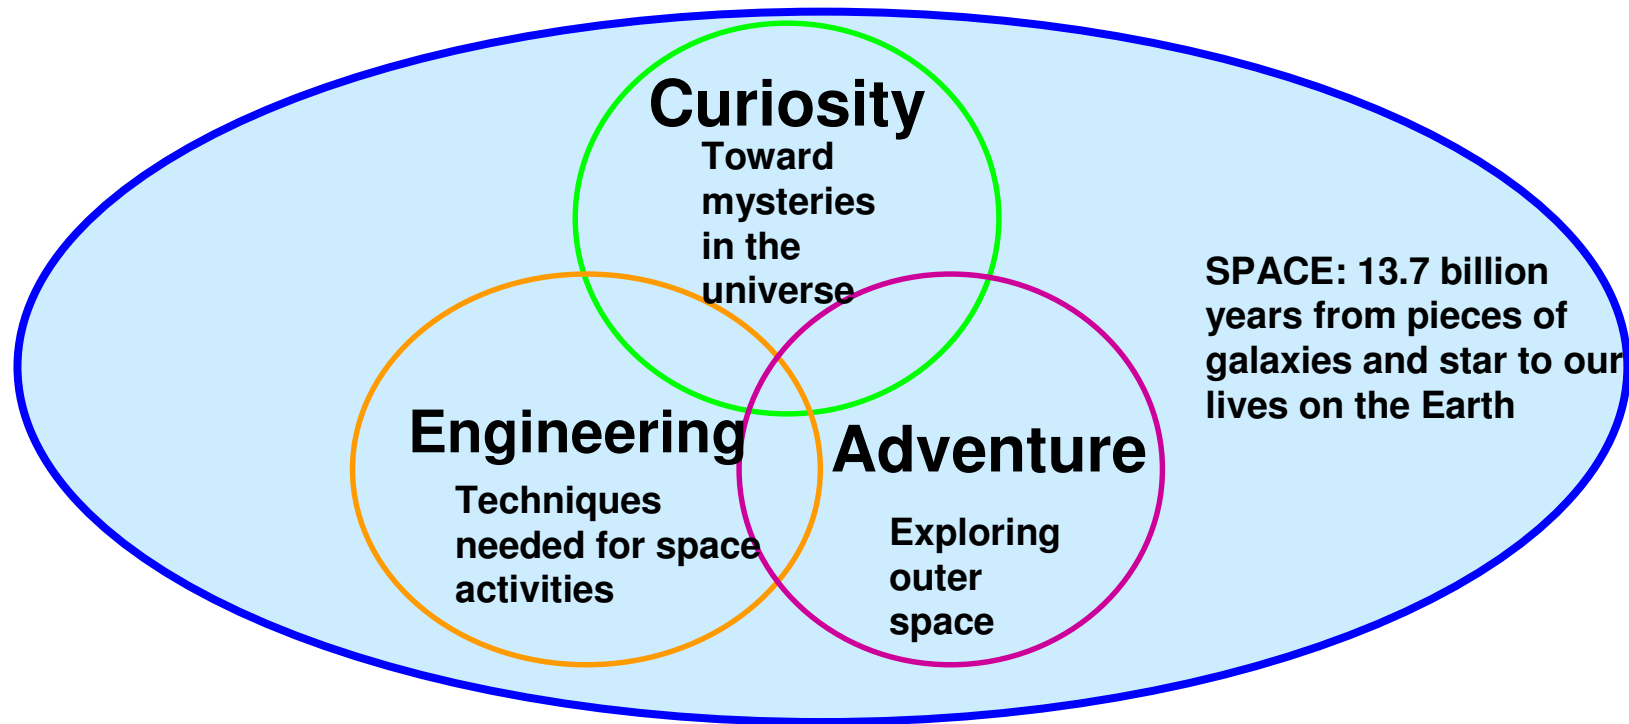 Curiosity
Toward
mysteries
in the
universe
SPACE: 13.7 billion
years from pieces of
galaxies and star to our
lives on the Earth
Engineering
Techniques
needed for space
activities
Adventure
Exploring
outer
space